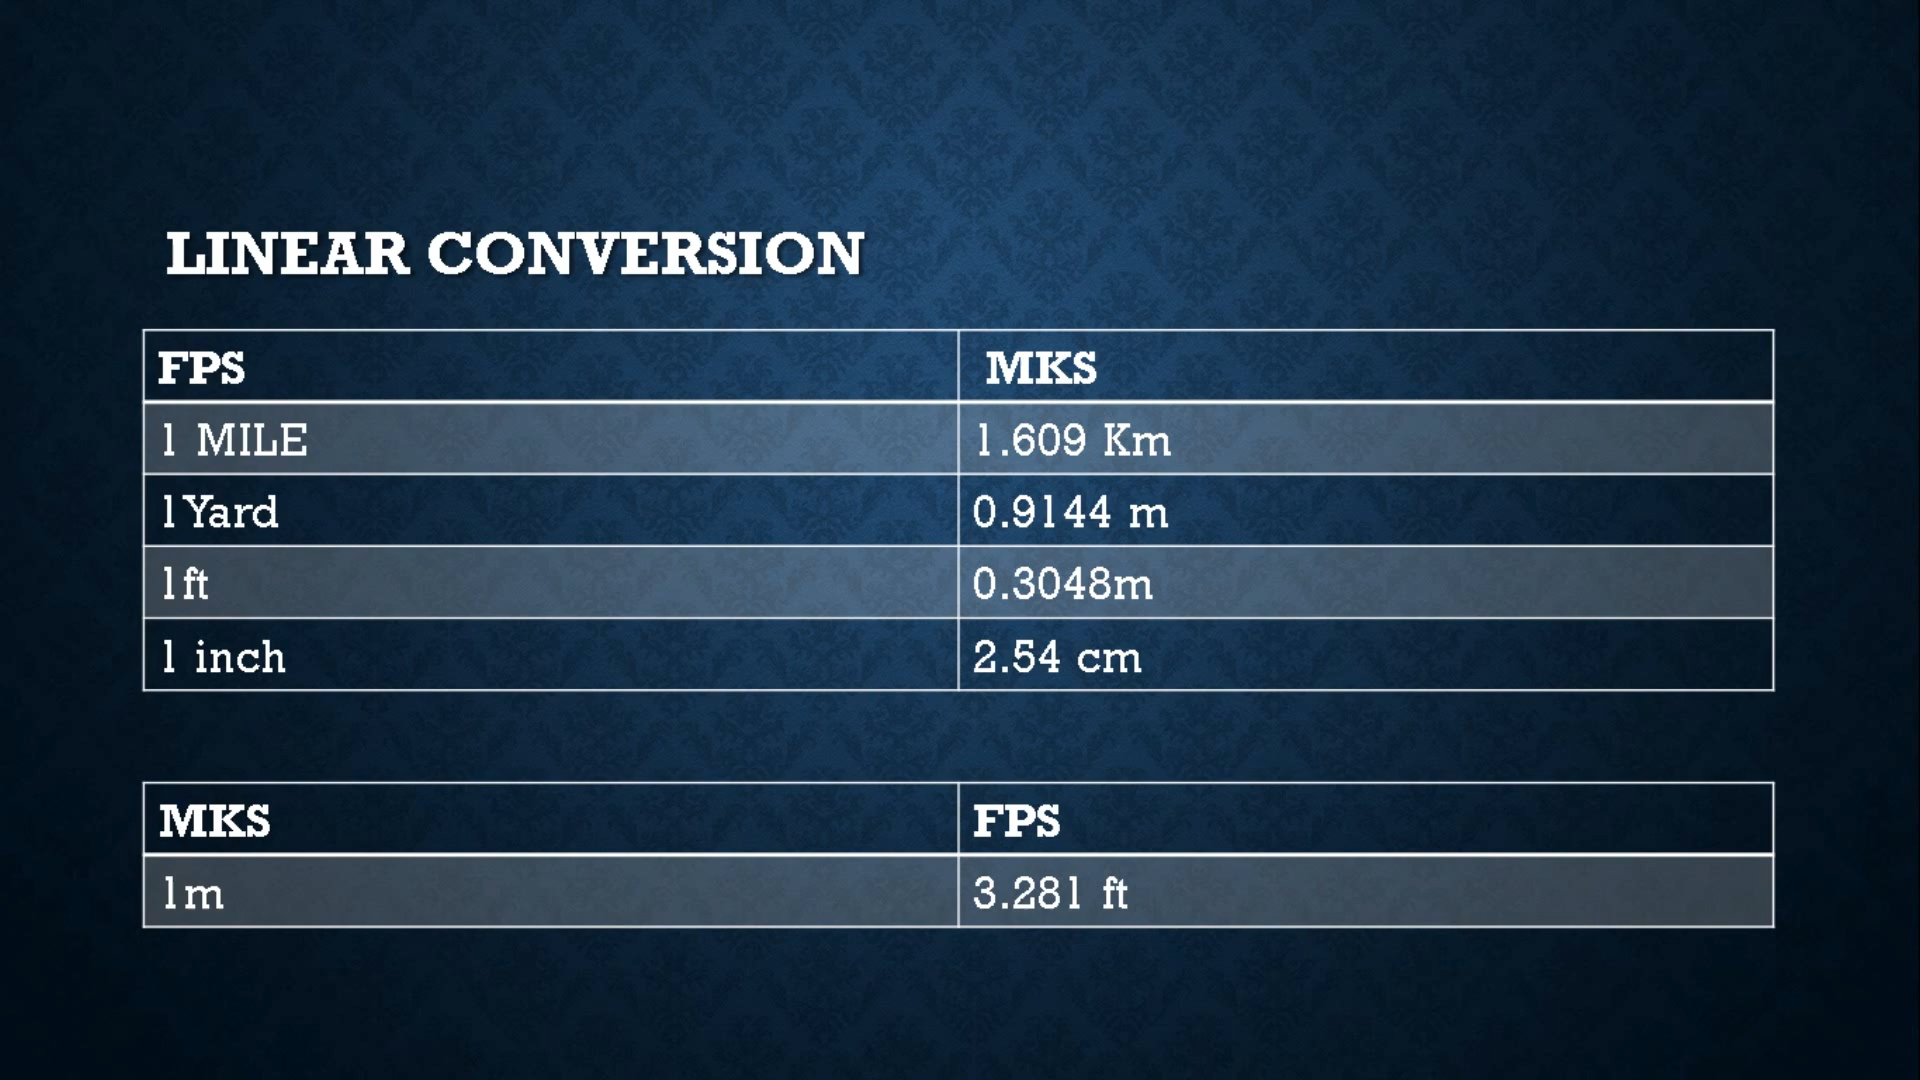 LINEAR CONVERSION
FPS MKS
1 MILE 1.609 Km
1Yard 0.9144 m
1ft 0.3048m
1 inch 2.54 cm
MKS FPS
1m 3.281 ft